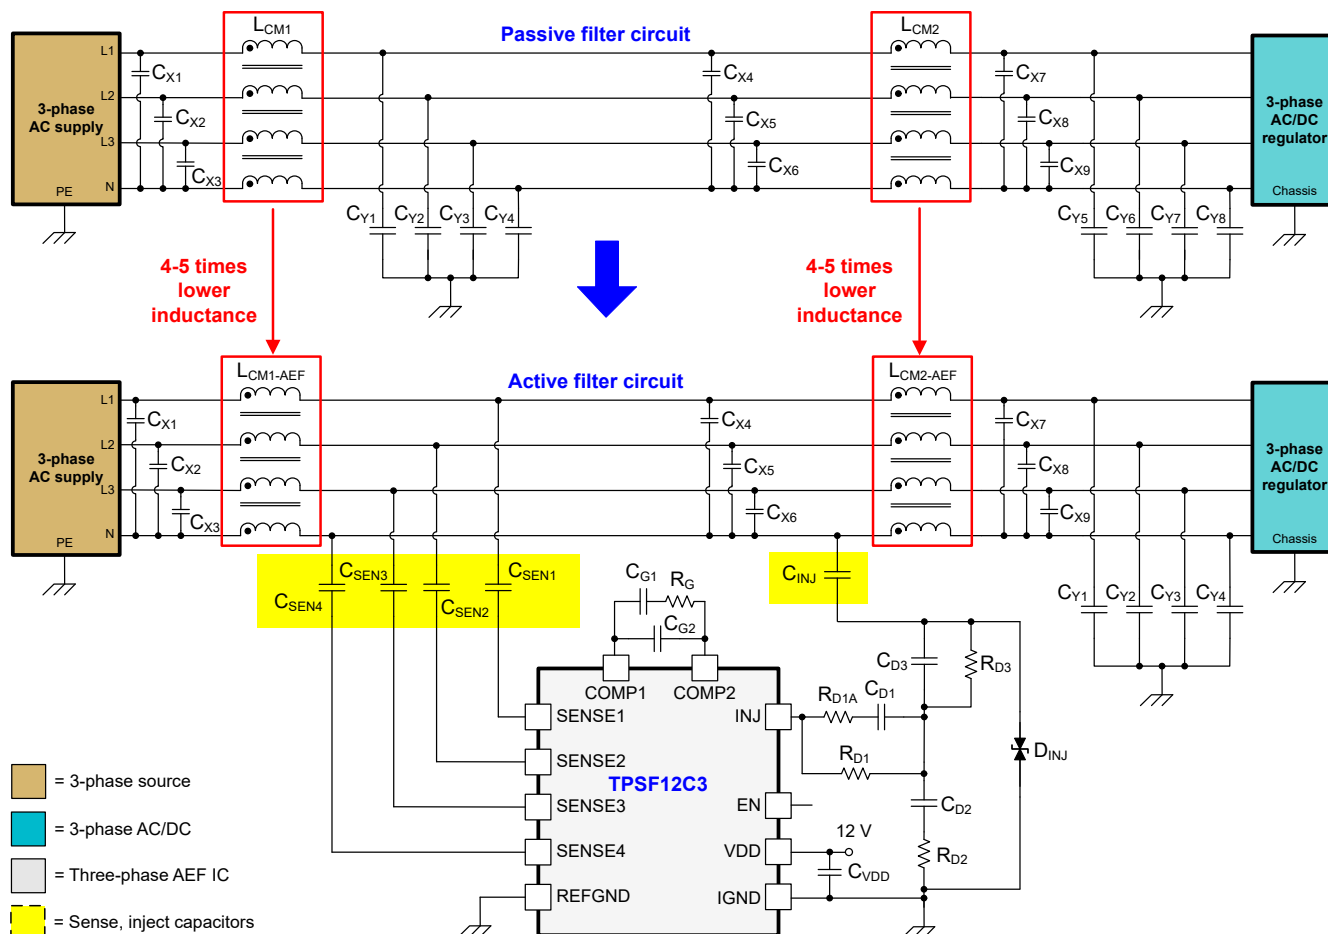 Passive filter circuit
LCM1
LCM2
3-phase
AC supply
L1
L2
L3
N
PE
CX1
CX2
CX3
CY1
CY2
CY3
CY4
CX4
CX5
CX6
CX7
CX8
CX9
CY5
CY6
CY7
CY8
3-phase
AC/DC
regulator
Chassis
4-5 times
lower
inductance
4-5 times
lower
inductance
Active filter circuit
LCM1-AEF
LCM2-AEF
3-phase
AC supply
L1
L2
L3
N
PE
CX1
CX2
CX3
CX4
CX5
CX6
CX7
CX8
CX9
3-phase
AC/DC
regulator
Chassis
CSEN4
CSEN3
CSEN2
CSEN1
CINJ
CY1
CY2
CY3
CY4
CG1
RG
CG2
COMP1
COMP2
SENSE1
SENSE2
SENSE3
SENSE4
REFGND
TPSF12C3
INJ
EN
VDD
IGND
RD1A
CD1
RD1
CD3
RD3
DINJ
CD2
RD2
12 V
CVDD
= 3-phase source
= 3-phase AC/DC
= Three-phase AEF IC
= Sense, inject capacitors